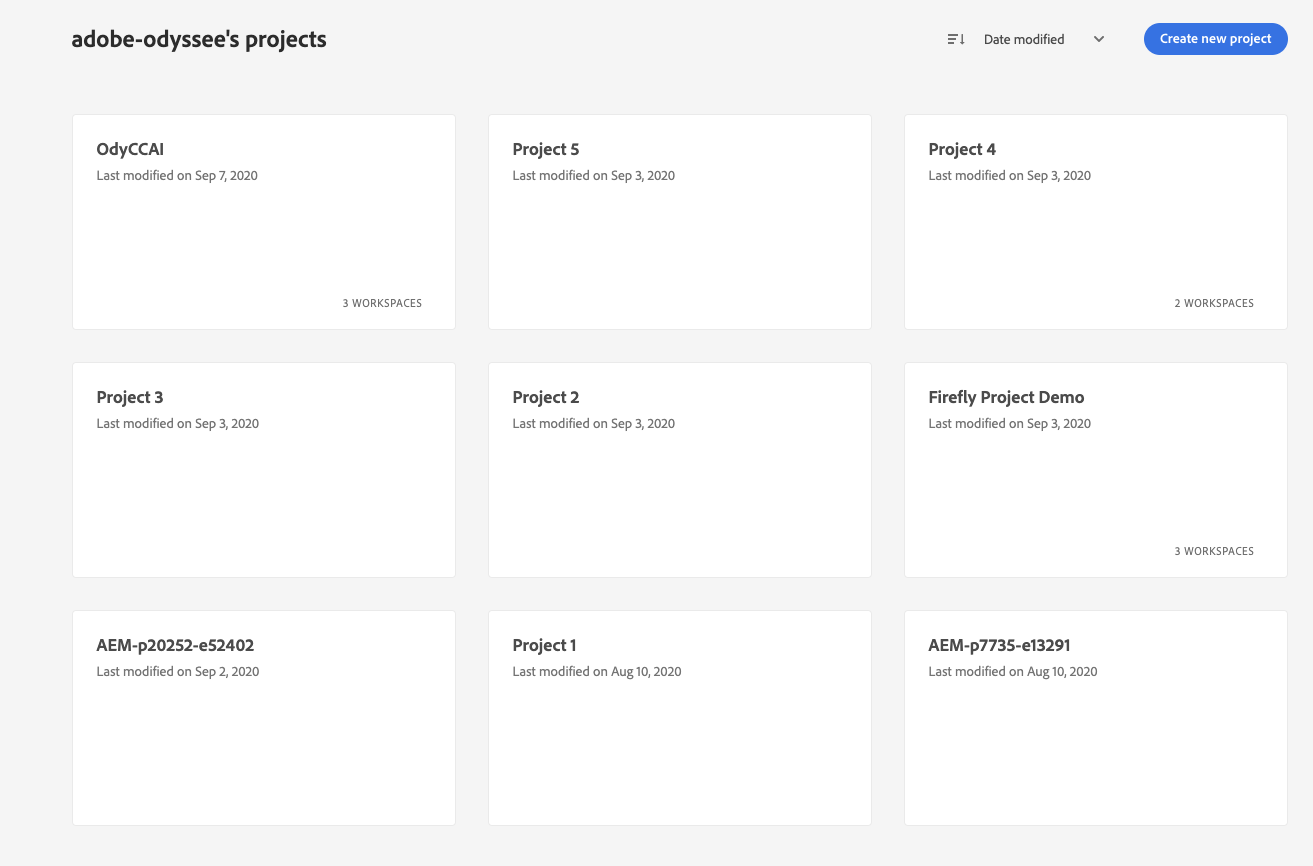 adobe-odyssee's projects
Date modified
Create new project
OdyCCAI
Last modified on Sep 7, 2020
3 WORKSPACES
Project 5
Last modified on Sep 3, 2020
Project 4
Last modified on Sep 3, 2020
2 WORKSPACES
Project 3
Last modified on Sep 3, 2020
Project 2
Last modified on Sep 3, 2020
Firefly Project Demo
Last modified on Sep 3, 2020
3 WORKSPACES
AEM-p20252-e52402
Last modified on Sep 2, 2020
Project 1
Last modified on Aug 10, 2020
AEM-p7735-e13291
Last modified on Aug 10, 2020